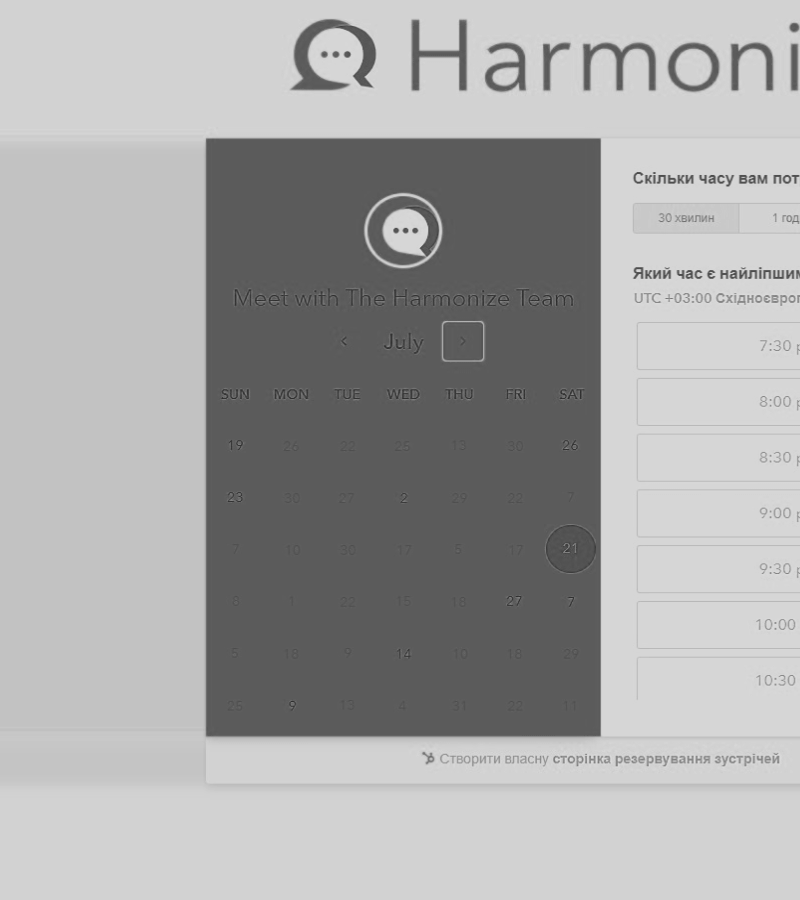 Harmoni
Meet with The Harmonize Team
July
SUN MON TUE WED THU FRI SAT
19 26 22 25 13 30 26
23 30 27 2 29 22 7
7 10 30 17 5 17 21
8 1 22 15 18 27 7
5 18 9 14 10 18 29
25 9 13 4 31 22 11
Скільки часу вам пот
30 хвилин 1 год
Який час є найліпшим
UTC +03:00 Східноєвроп
7:30 p
8:00 p
8:30 p
9:00 p
9:30 p
10:00
10:30
Створити власну сторінка резервування зустрічей